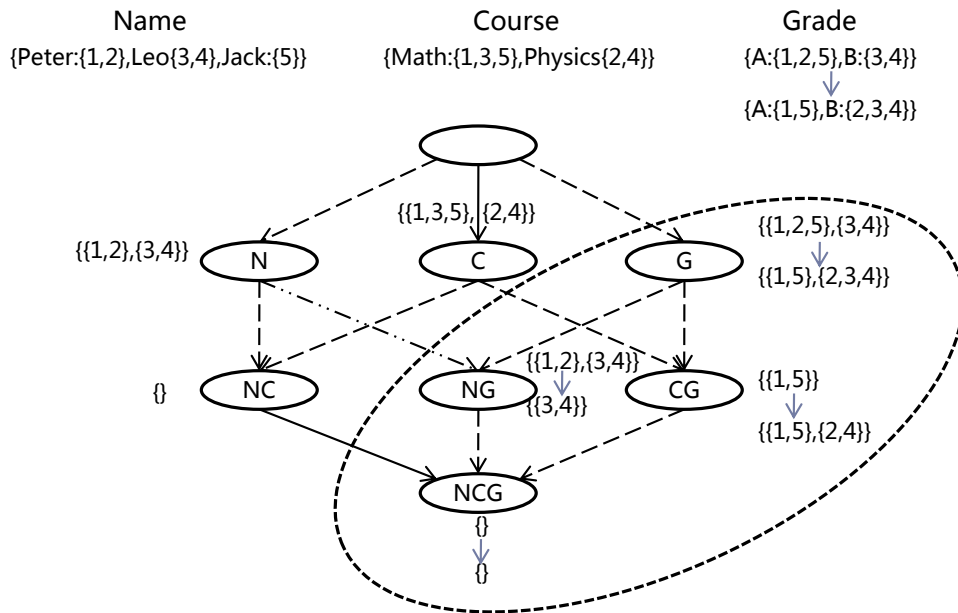 Name
Course
Grade
{Peter:{1,2},Leo{3,4},Jack:{5}}
{Math:{1,3,5},Physics{2,4}}
{A:{1,2,5},B:{3,4}}
{A:{1,5},B:{2,3,4}}
{{1,3,5}, {2,4}}
{{1,2},{3,4}}
N
C
G
{{1,2,5},{3,4}}
{{1,5},{2,3,4}}
{}
NC
NG
{{1,2},{3,4}}
{{3,4}}
CG
{{1,5}}
{{1,5},{2,4}}
NCG
{}
{}